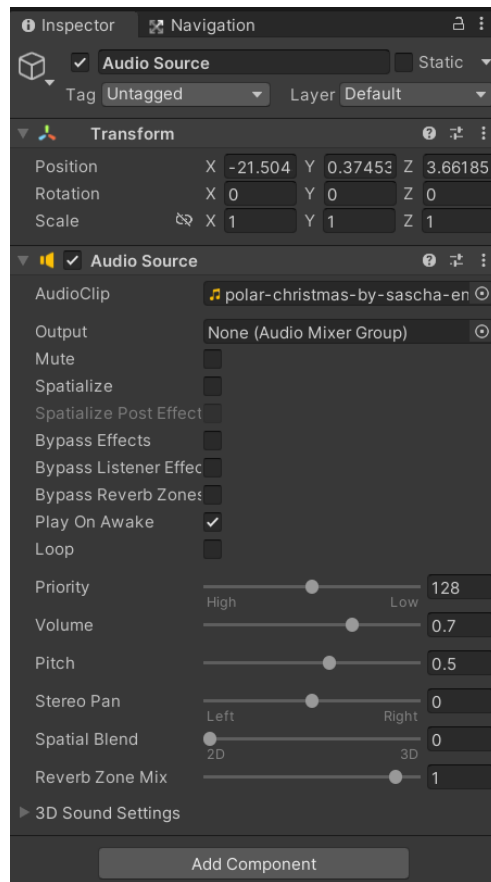 Inspector Navigation
Audio Source Static
Tag Untagged Layer Default
Transform
Position X -21.504 Y 0.37453 Z 3.66185
Rotation X 0 Y 0 Z 0
Scale X 1 Y 1 Z 1
Audio Source
AudioClip polar-christmas-by-sascha-en
Output None (Audio Mixer Group)
Mute
Spatialize
Spatialize Post Effect
Bypass Effects
Bypass Listener Effec
Bypass Reverb Zones
Play On Awake
Loop
Priority 128
High Low
Volume 0.7
Pitch 0.5
Stereo Pan 0
Left Right
Spatial Blend 0
2D 3D
Reverb Zone Mix 1
3D Sound Settings
Add Component